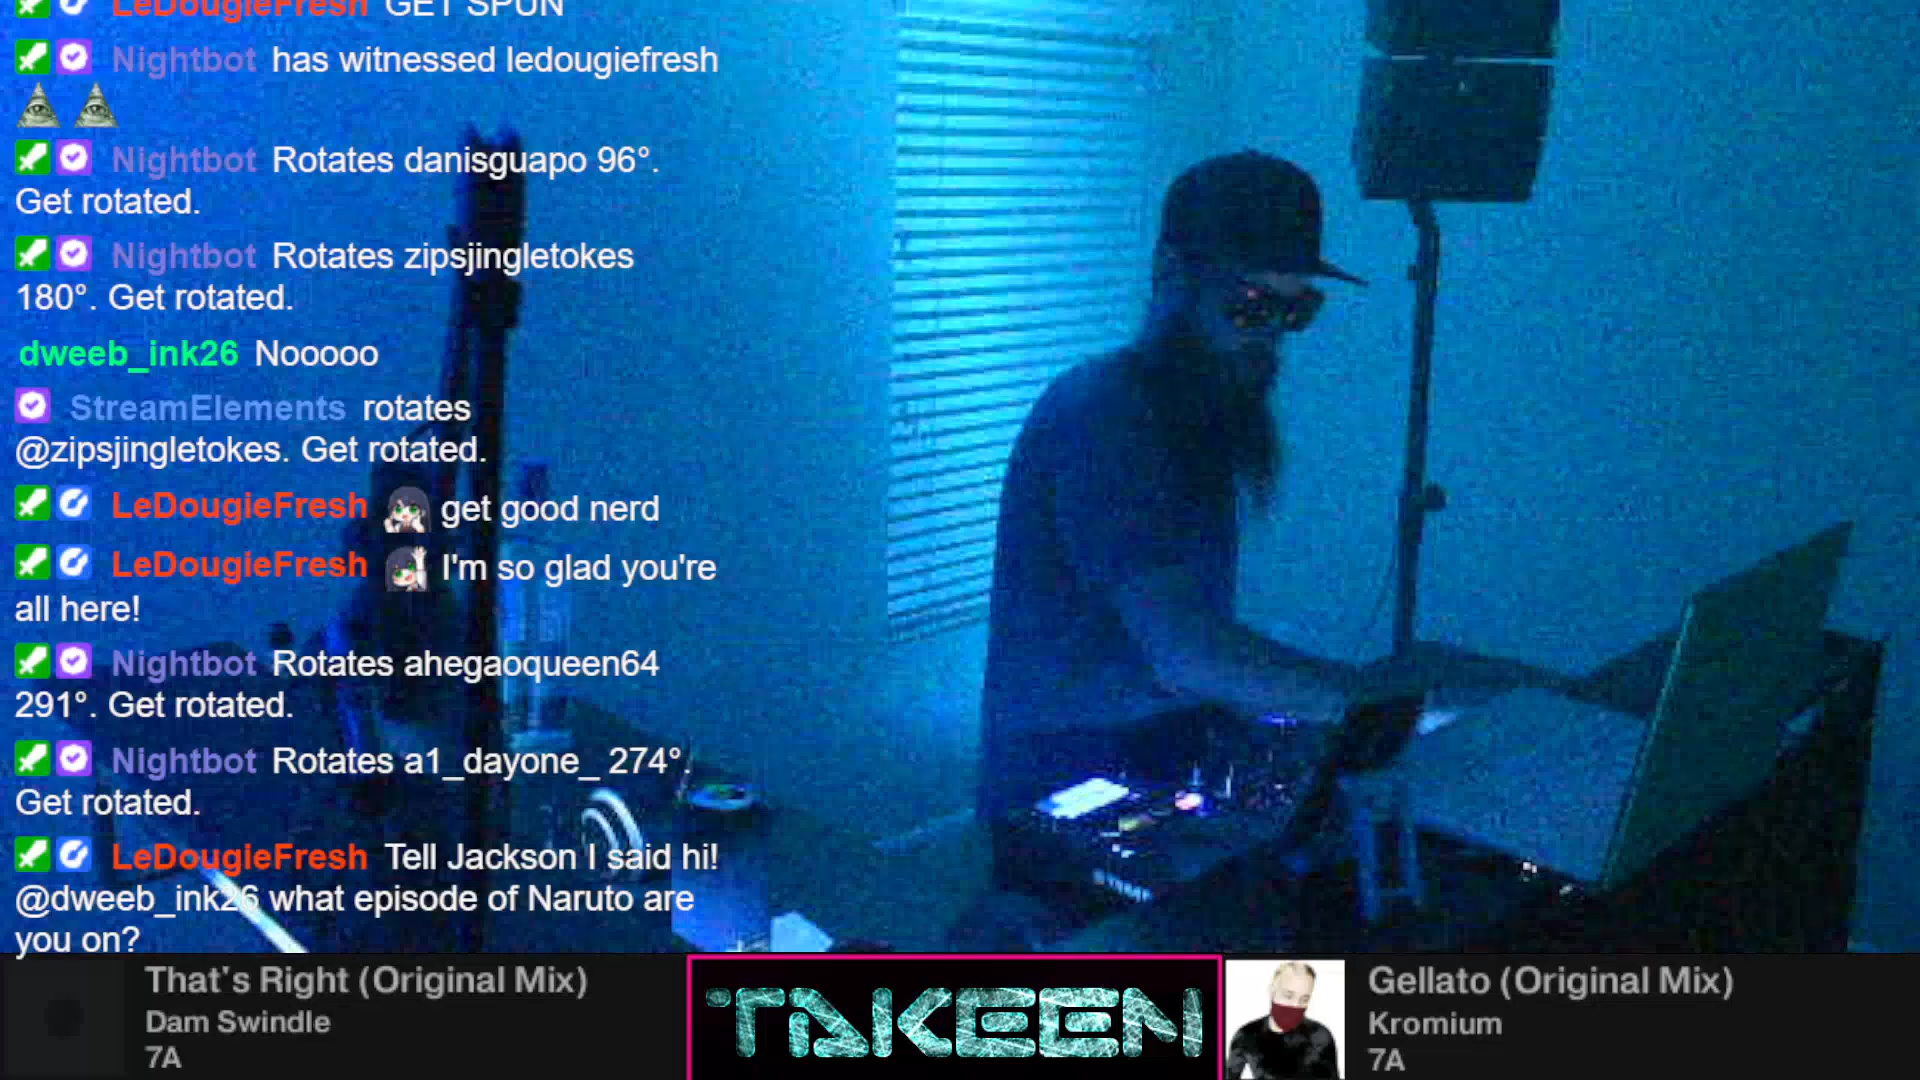 LeDougieFresh GET SPUN
Nightbot has witnessed ledougiefresh
Nightbot Rotates danisguapo 96°.
Get rotated.
Nightbot Rotates zipsjingletokes
180°. Get rotated.
dweeb_ink26 Nooooo
StreamElements rotates
@zipsjingletokes. Get rotated.
LeDougieFresh get good nerd
LeDougieFresh I'm so glad you're
all here!
Nightbot Rotates ahegaoqueen64
291°. Get rotated.
Nightbot Rotates a1_dayone_ 274°.
Get rotated.
LeDougieFresh Tell Jackson I said hi!
@dweeb_ink26 what episode of Naruto are
you on?
That's Right (Original Mix)
Dam Swindle
7A
TAKEEN
Gellato (Original Mix)
Kromium
7A